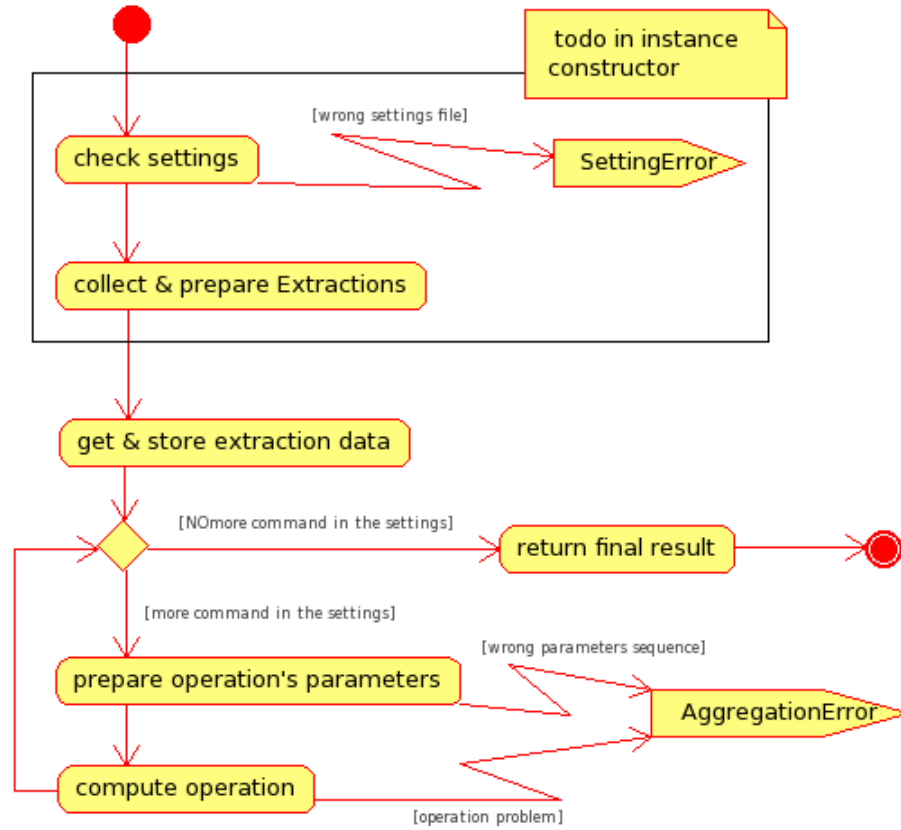 todo in instance
constructor
[wrong settings file]
check settings
SettingError
collect & prepare Extractions
get & store extraction data
[NOmore command in the settings]
return final result
[more command in the settings]
[wrong parameters sequence]
prepare operation's parameters
AggregationError
compute operation
[operation problem]